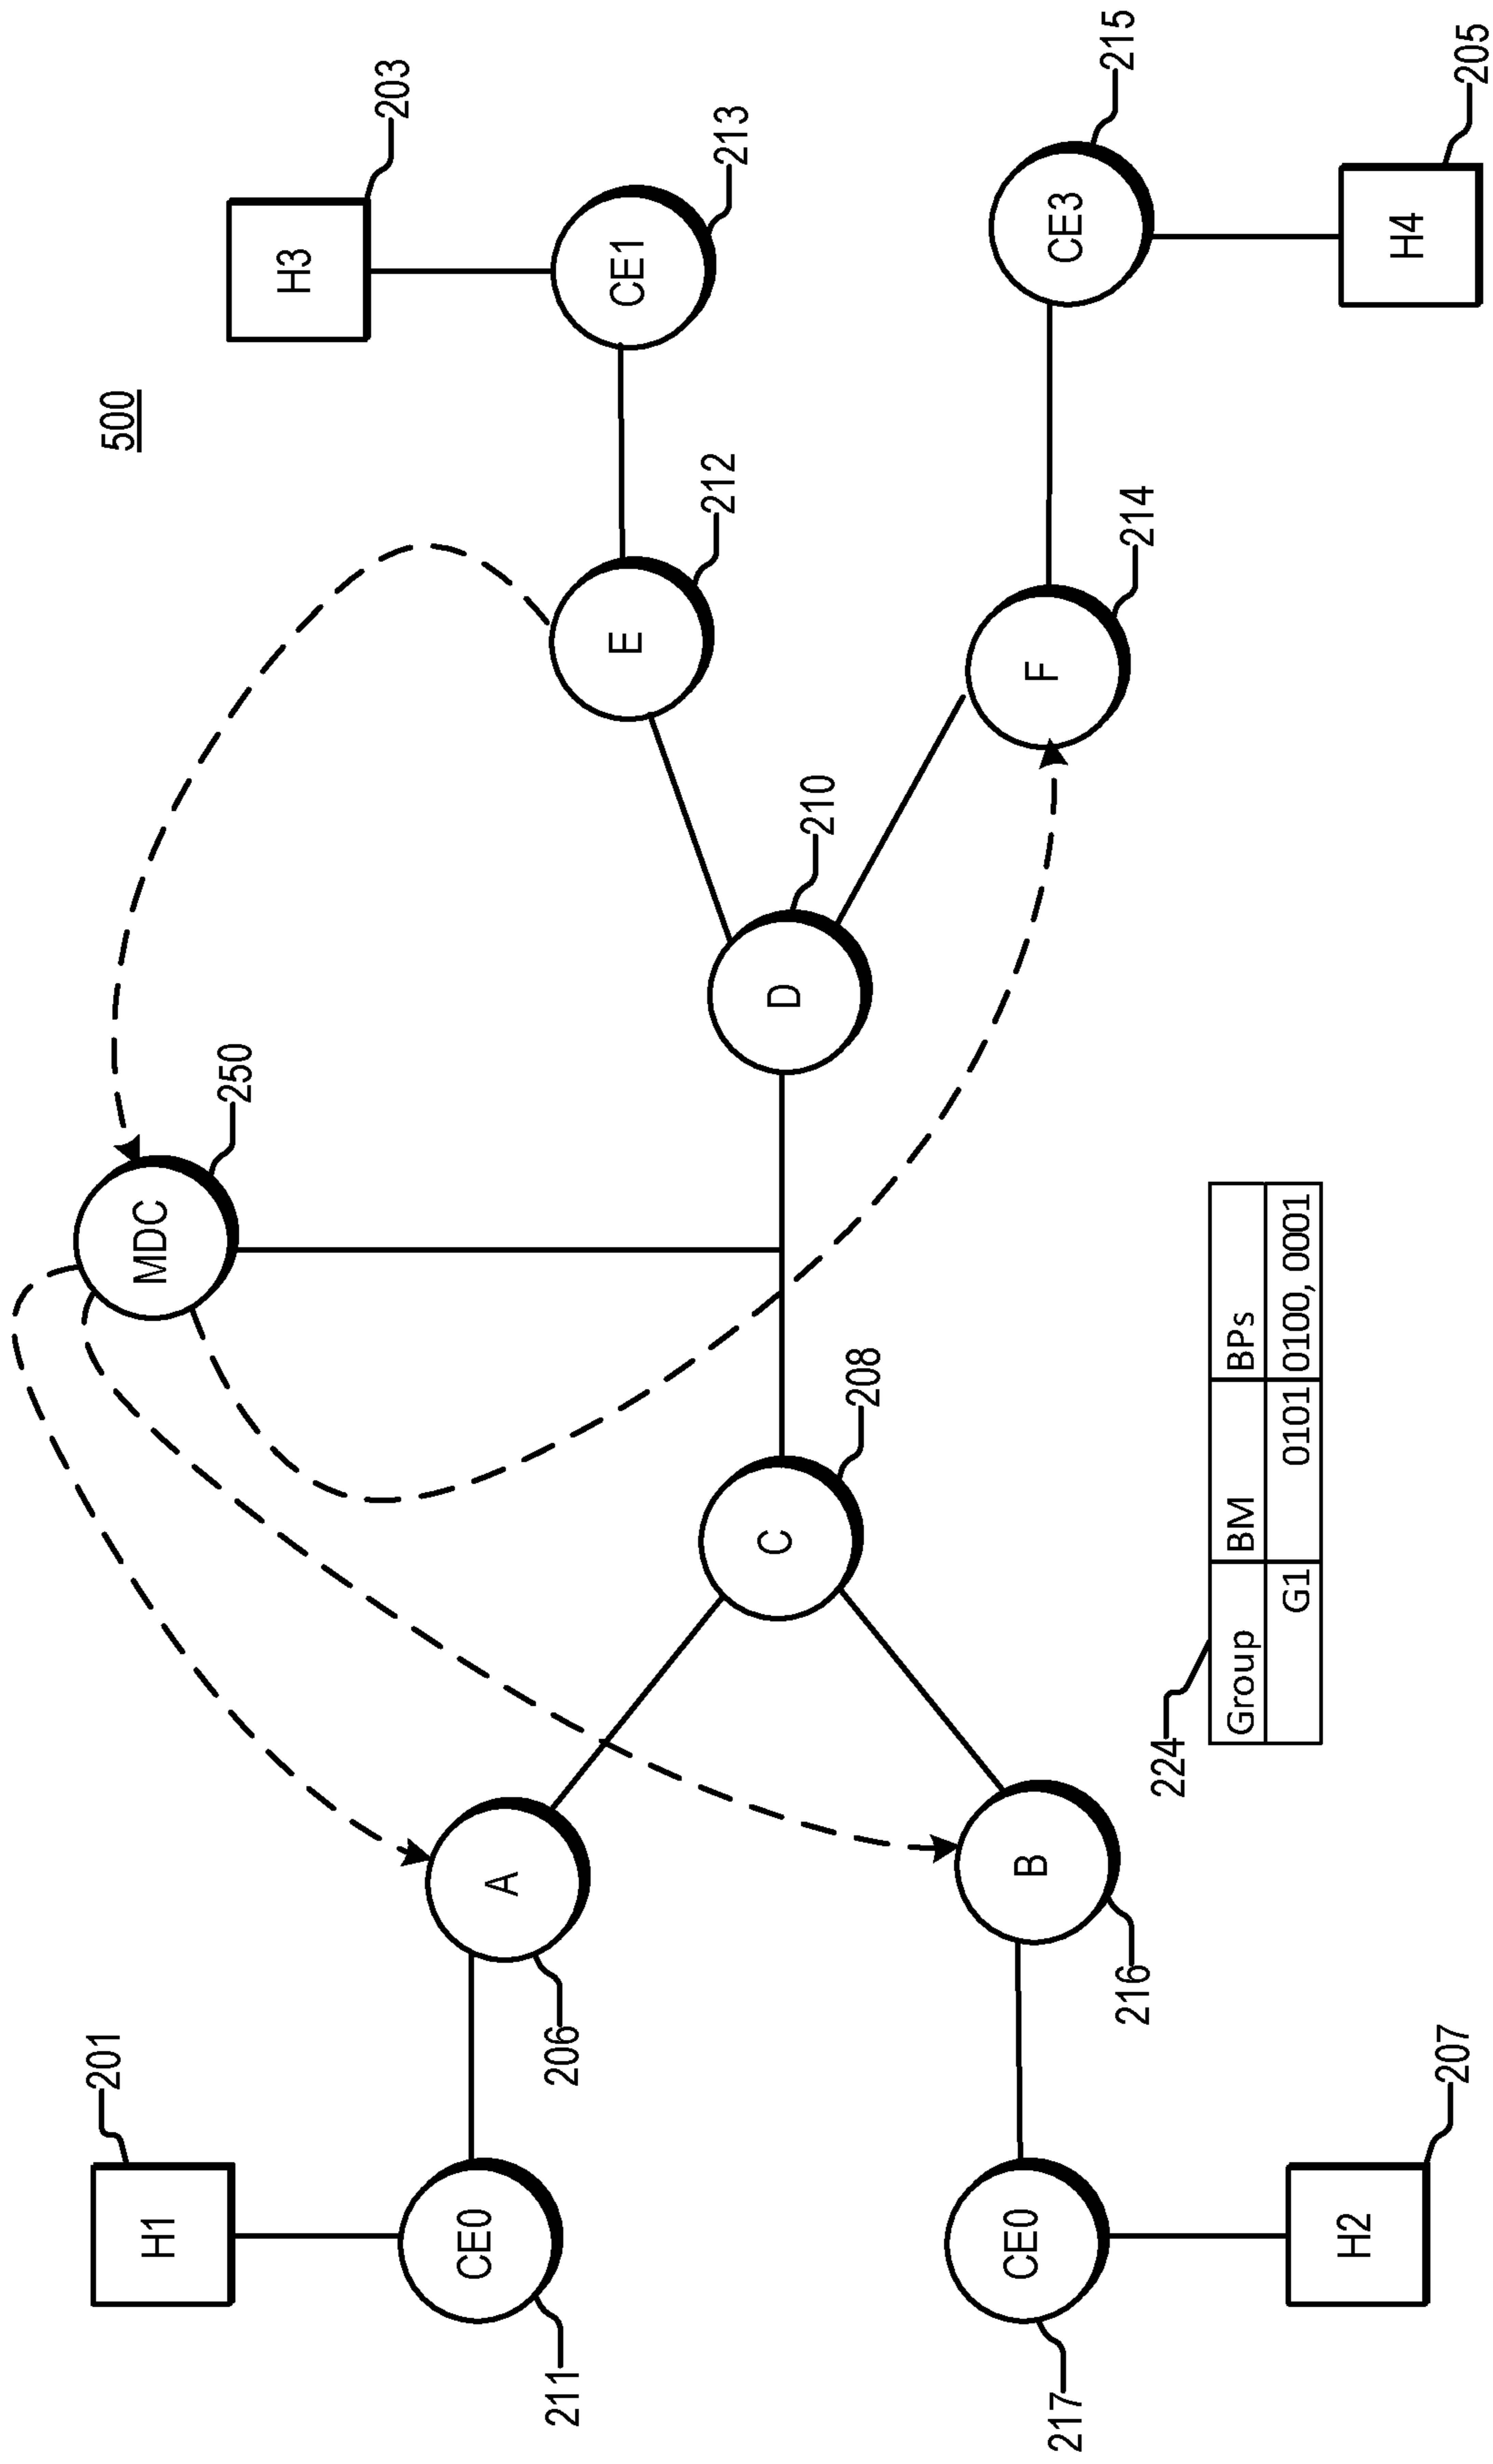 500
H1
201
MDC
250
H3
203
CE0
211
A
206
C
208
D
210
E
212
CE1
213
CE0
217
B
216
F
214
CE3
215
H2
207
H4
205
224
Group BM BPs
G1 0101 0100, 0001